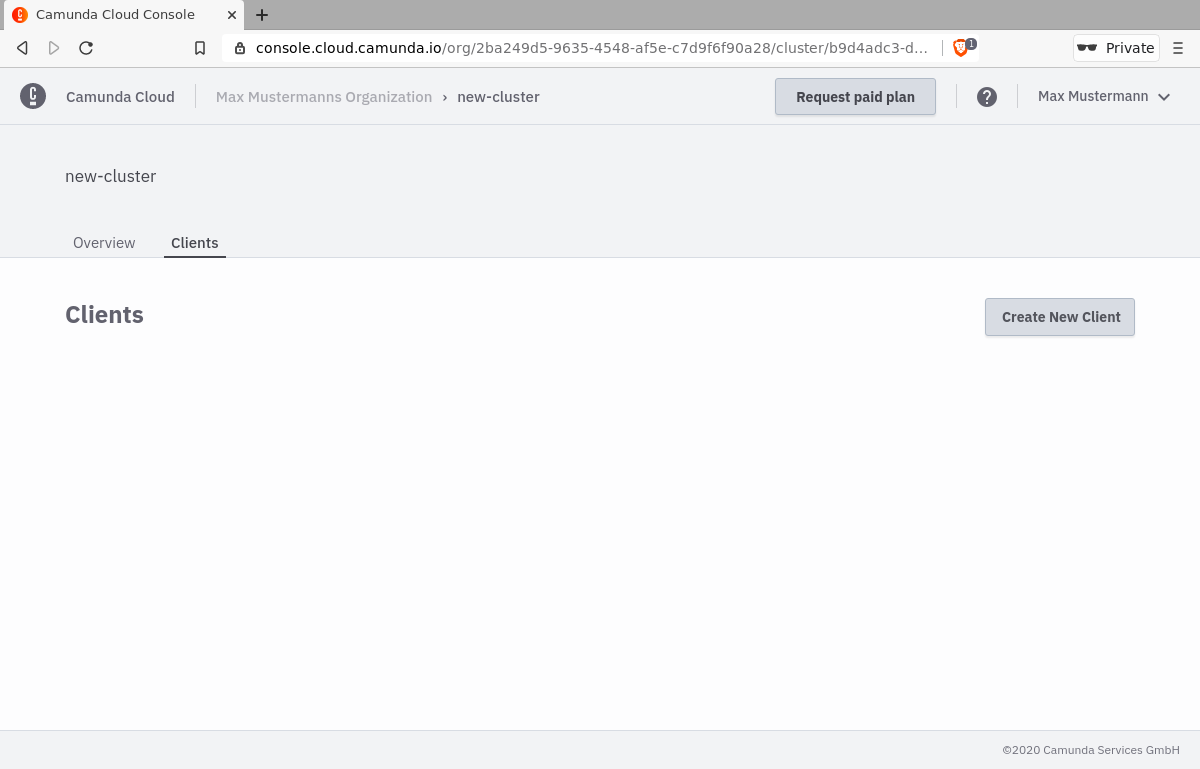 Camunda Cloud Console
console.cloud.camunda.io/org/2ba249d5-9635-4548-af5e-c7d9f6f90a28/cluster/b9d4adc3-d...
1
Private
Camunda Cloud
Max Mustermanns Organization › new-cluster
Request paid plan
?
Max Mustermann
new-cluster
Overview
Clients
Clients
Create New Client
©2020 Camunda Services GmbH